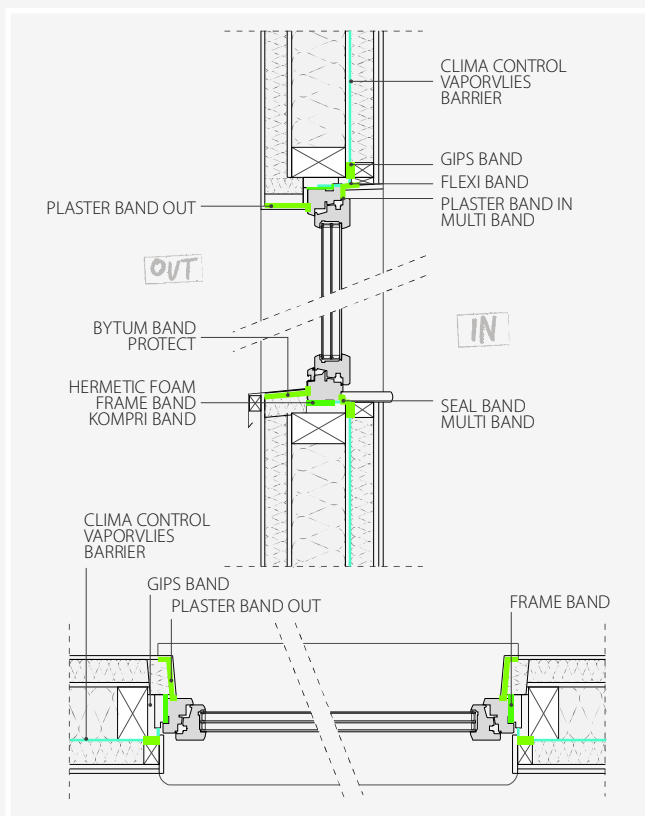 CLIMA CONTROL
VAPORVLIES
BARRIER
GIPS BAND
FLEXI BAND
PLASTER BAND OUT
PLASTER BAND IN
MULTI BAND
OUT
IN
BYTUM BAND
PROTECT
HERMETIC FOAM
FRAME BAND
KOMPRI BAND
SEAL BAND
MULTI BAND
CLIMA CONTROL
VAPORVLIES
BARRIER
GIPS BAND
PLASTER BAND OUT
FRAME BAND